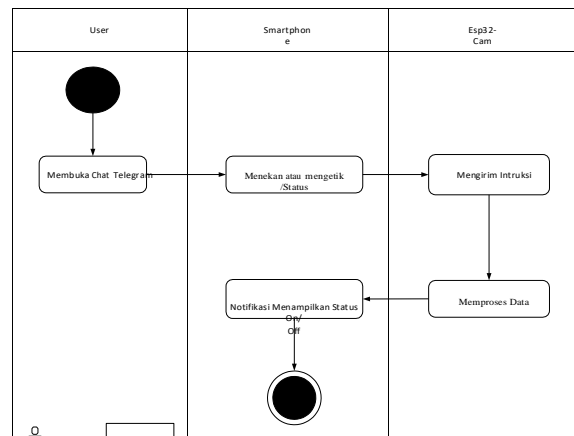 User
Smartphon
e
Esp32-
Cam
Membuka Chat Telegram
Menekan atau mengetik
/Status
Mengirim Intruksi
Notifikasi Menampilkan Status
On/
Off
Memproses Data